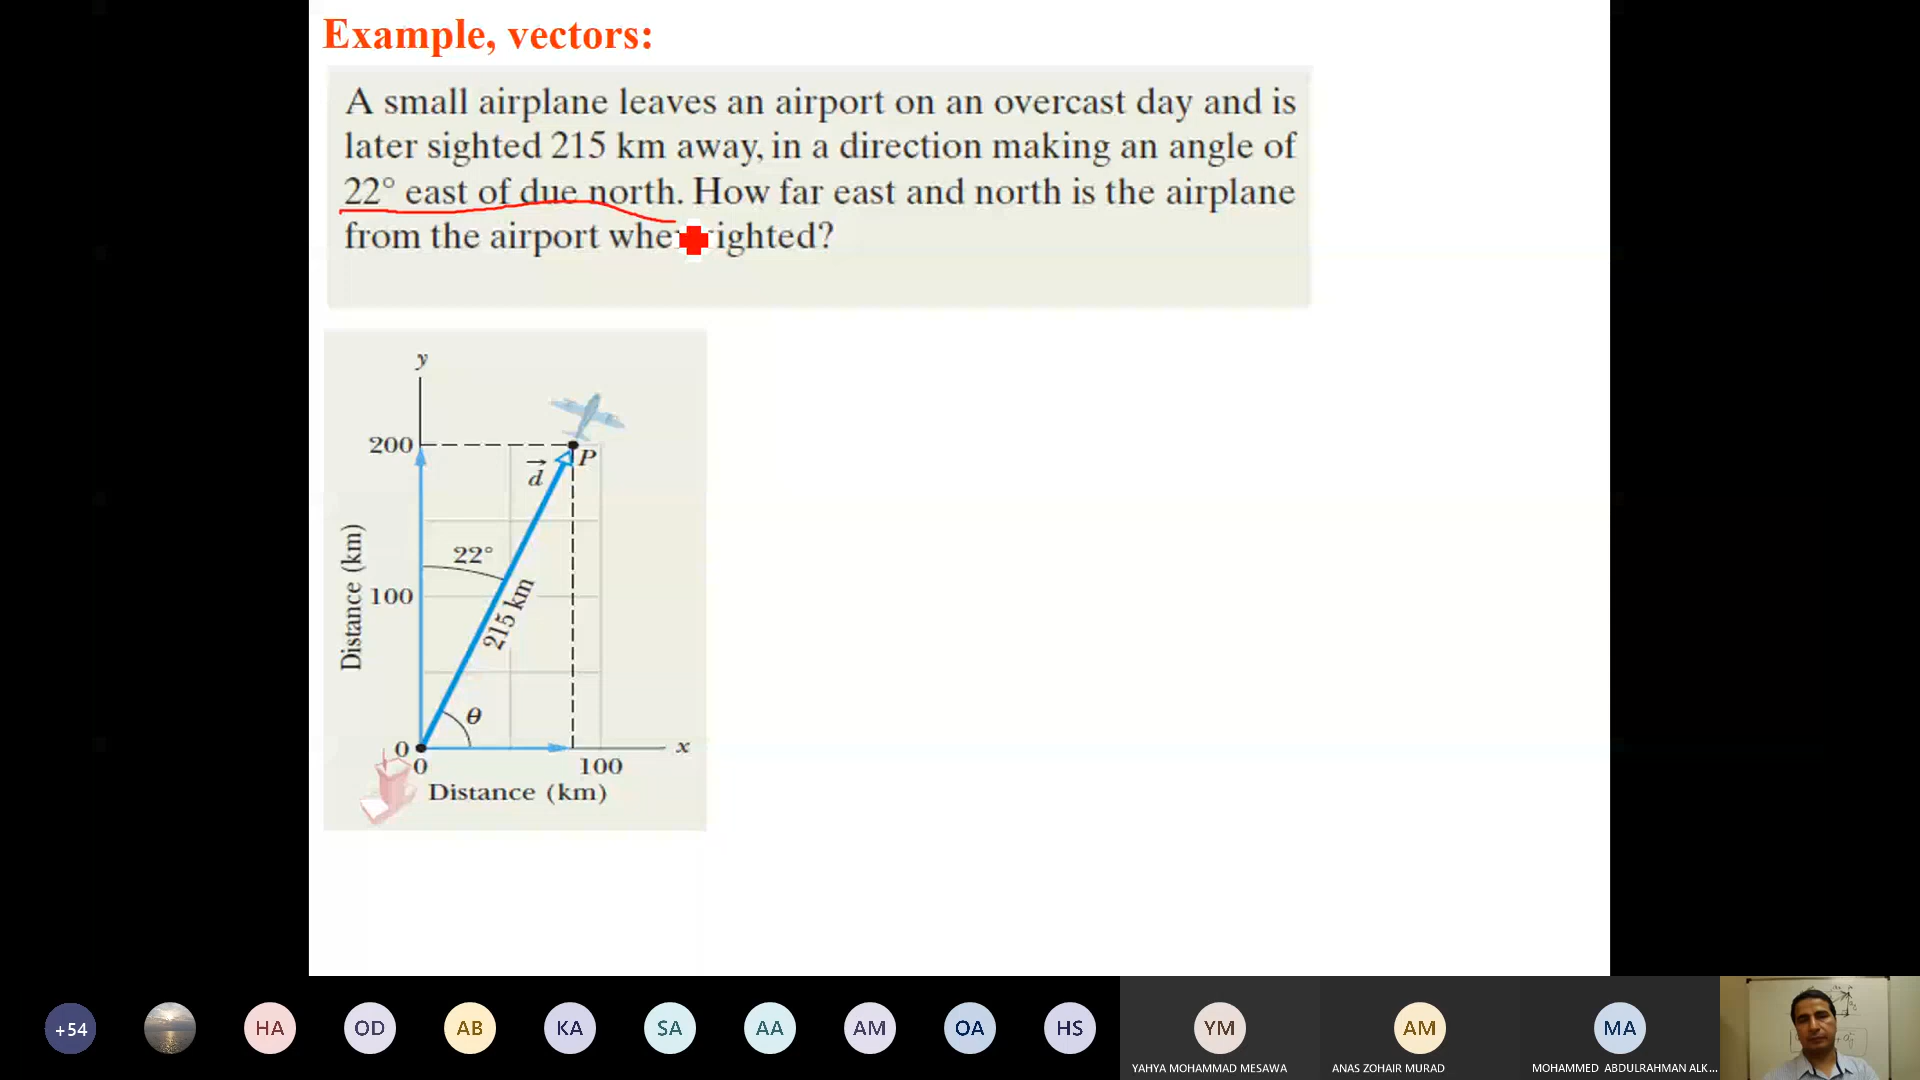 Example, vectors:
A small airplane leaves an airport on an overcast day and is
later sighted 215 km away, in a direction making an angle of
22° east of due north. How far east and north is the airplane
from the airport whe ighted?
y
200
d
P
22°
Distance (km)
100
215 km
θ
0
x
0
100
Distance (km)
+54
HA
OD
AB
KA
SA
AA
AM
OA
HS
YM
AM
MA
YAHYA MOHAMMAD MESAWA
ANAS ZOHAIR MURAD
MOHAMMED ABDULRAHMAN ALK...